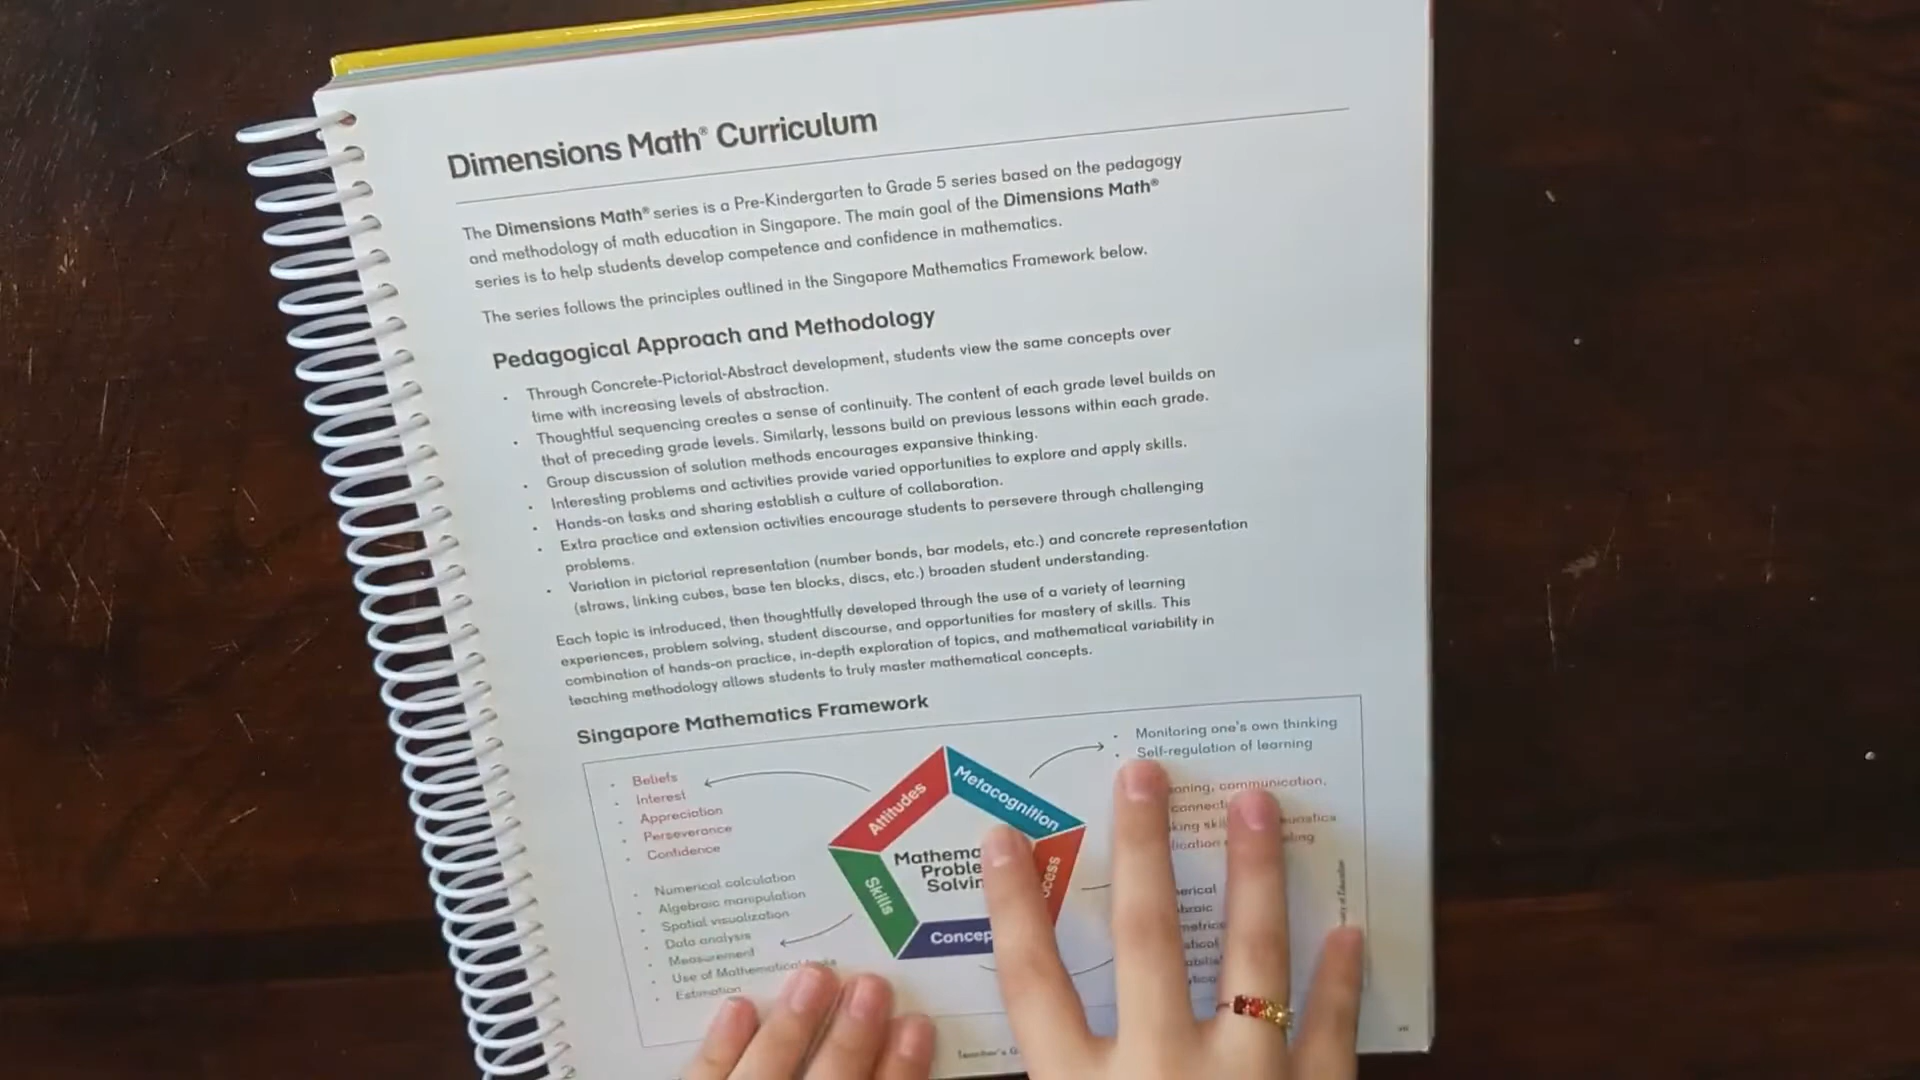 Dimensions Math® Curriculum
The Dimensions Math® series is a Pre-Kindergarten to Grade 5 series based on the pedagogy
and methodology of math education in Singapore. The main goal of the Dimensions Math®
series is to help students develop competence and confidence in mathematics.
The series follows the principles outlined in the Singapore Mathematics Framework below.
Pedagogical Approach and Methodology
• Through Concrete-Pictorial-Abstract development, students view the same concepts over
time with increasing levels of abstraction.
• Thoughtful sequencing creates a sense of continuity. The content of each grade level builds on
that of preceding grade levels. Similarly, lessons build on previous lessons within each grade.
• Group discussion of solution methods encourages expansive thinking.
• Interesting problems and activities provide varied opportunities to explore and apply skills.
• Hands-on tasks and sharing establish a culture of collaboration.
• Extra practice and extension activities encourage students to persevere through challenging
problems.
• Variation in pictorial representation (number bonds, bar models, etc.) and concrete representation
(straws, linking cubes, base ten blocks, discs, etc.) broaden student understanding.
Each topic is introduced, then thoughtfully developed through the use of a variety of learning
experiences, problem solving, student discourse, and opportunities for mastery of skills. This
combination of hands-on practice, in-depth exploration of topics, and mathematical variability in
teaching methodology allows students to truly master mathematical concepts.
Singapore Mathematics Framework
• Beliefs
• Interest
• Appreciation
• Perseverance
• Confidence
• Numerical calculation
• Algebraic manipulation
• Spatial visualization
• Data analysis
• Measurement
• Use of Mathematical
• Estimation
Attitudes
Metacognition
Skills
Mathema
Proble
Solvin
Concep
• Monitoring one's own thinking
• Self-regulation of learning
communication,